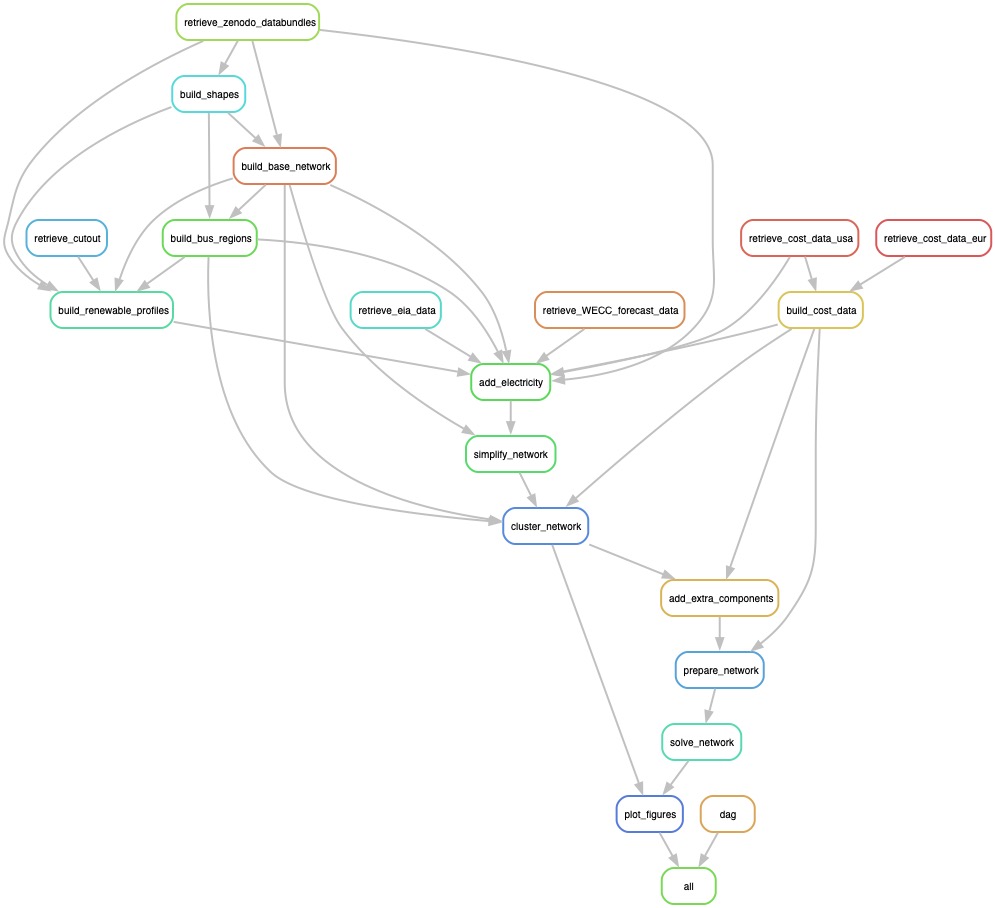 retrieve_zenodo_databundles
build_shapes
build_base_network
retrieve_cutout
build_bus_regions
retrieve_cost_data_usa
retrieve_cost_data_eur
build_renewable_profiles
retrieve_eia_data
retrieve_WECC_forecast_data
build_cost_data
add_electricity
simplify_network
cluster_network
add_extra_components
prepare_network
solve_network
plot_figures
dag
all